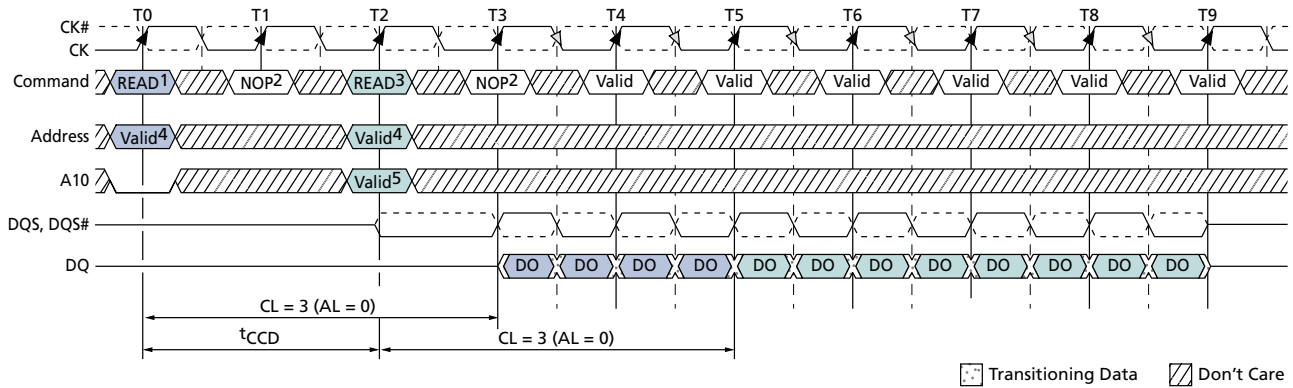 T0 T1 T2 T3 T4 T5 T6 T7 T8 T9
CK#
CK
Command READ1 NOP2 READ3 NOP2 Valid Valid Valid Valid Valid Valid
Address Valid4 Valid4
A10 Valid5
DQS, DQS#
DQ DO DO DO DO DO DO DO DO DO DO DO DO
CL = 3 (AL = 0)
tCCD CL = 3 (AL = 0)
Transitioning Data Don't Care